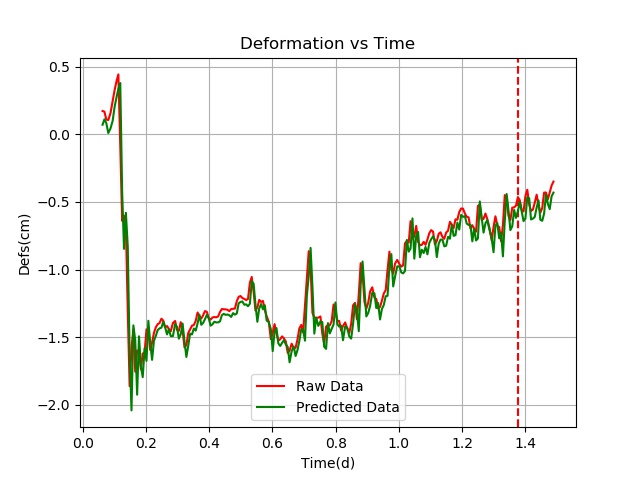 Deformation vs Time
0.5
0.0
−0.5
−1.0
−1.5
−2.0
Defs(cm)
Raw Data
Predicted Data
0.0 0.2 0.4 0.6 0.8 1.0 1.2 1.4
Time(d)